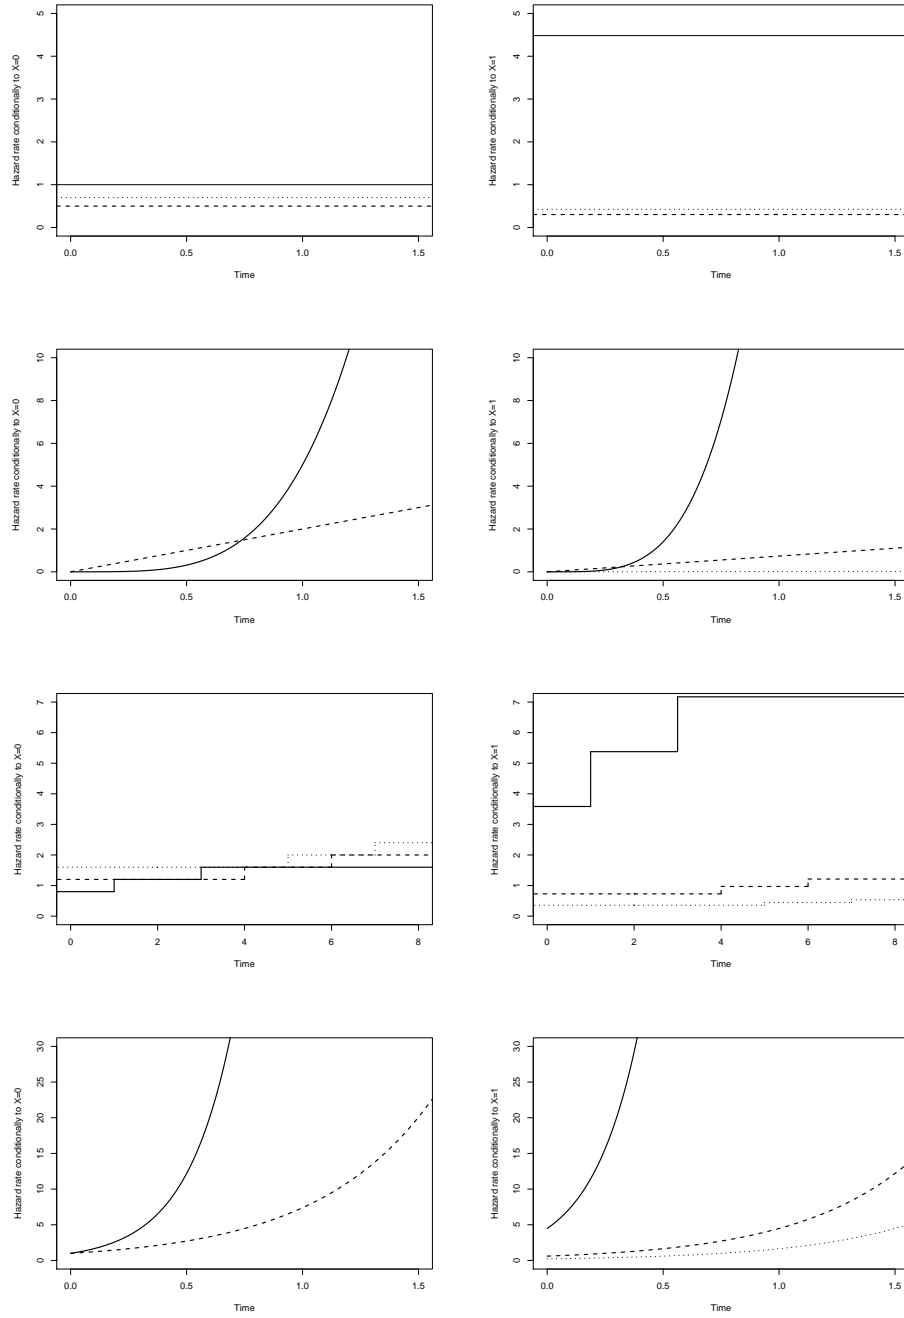 Hazard rate conditionally to X=0
0 1 2 3 4 5
0.0 0.5 1.0 1.5
Time
Hazard rate conditionally to X=1
0 1 2 3 4 5
0.0 0.5 1.0 1.5
Time
Hazard rate conditionally to X=0
0 2 4 6 8 10
0.0 0.5 1.0 1.5
Time
Hazard rate conditionally to X=1
0 2 4 6 8 10
0.0 0.5 1.0 1.5
Time
Hazard rate conditionally to X=0
0 1 2 3 4 5 6 7
0 2 4 6 8
Time
Hazard rate conditionally to X=1
0 1 2 3 4 5 6 7
0 2 4 6 8
Time
Hazard rate conditionally to X=0
0 5 10 15 20 25 30
0.0 0.5 1.0 1.5
Time
Hazard rate conditionally to X=1
0 5 10 15 20 25 30
0.0 0.5 1.0 1.5
Time